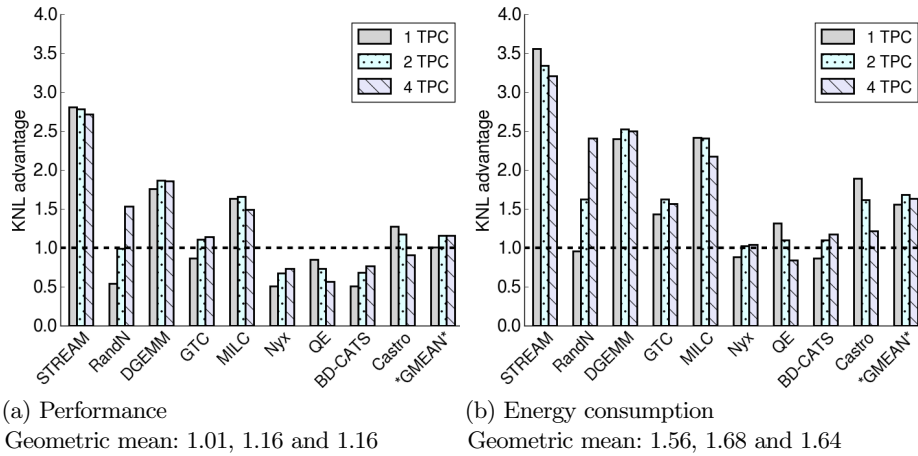 4.0
3.5
3.0
2.5
2.0
1.5
1.0
0.5
0.0
KNL advantage
1 TPC
2 TPC
4 TPC
STREAM
RandN
DGEMM
GTC
MILC
Nyx
QE
BD-CATS
Castro
*GMEAN*
(a) Performance
Geometric mean: 1.01, 1.16 and 1.16
4.0
3.5
3.0
2.5
2.0
1.5
1.0
0.5
0.0
KNL advantage
1 TPC
2 TPC
4 TPC
STREAM
RandN
DGEMM
GTC
MILC
Nyx
QE
BD-CATS
Castro
*GMEAN*
(b) Energy consumption
Geometric mean: 1.56, 1.68 and 1.64